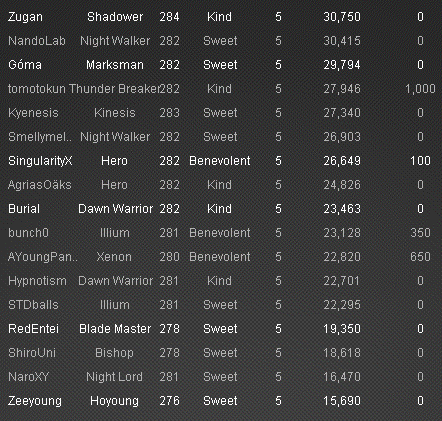 Zugan Shadower 284 Kind 5 30,750 0
NandoLab Night Walker 282 Sweet 5 30,415 0
Góma Marksman 282 Sweet 5 29,794 0
tomotokun Thunder Breaker 282 Kind 5 27,946 1,000
Kyenesis Kinesis 283 Sweet 5 27,340 0
Smellymel.. Night Walker 282 Sweet 5 26,903 0
SingularityX Hero 282 Benevolent 5 26,649 100
AgriasOäks Hero 282 Kind 5 24,826 0
Burial Dawn Warrior 282 Kind 5 23,463 0
bunch0 Illium 281 Benevolent 5 23,128 350
AYoungPan.. Xenon 280 Benevolent 5 22,820 650
Hypnotism Dawn Warrior 281 Kind 5 22,701 0
STDballs Illium 281 Sweet 5 22,295 0
RedEntei Blade Master 278 Sweet 5 19,350 0
ShiroUni Bishop 278 Sweet 5 18,618 0
NaroXY Night Lord 281 Sweet 5 16,470 0
Zeeyoung Hoyoung 276 Sweet 5 15,690 0